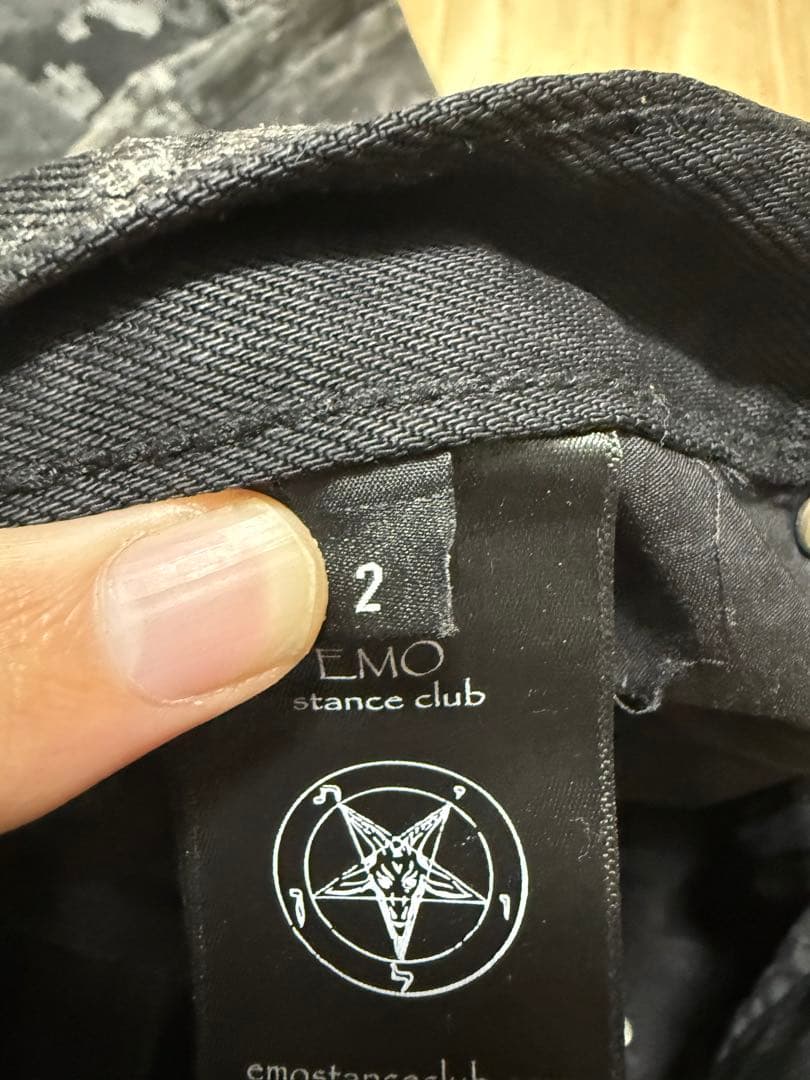 2
EMO
stance club
ת
י
ן
ו
ל
emostanceclub